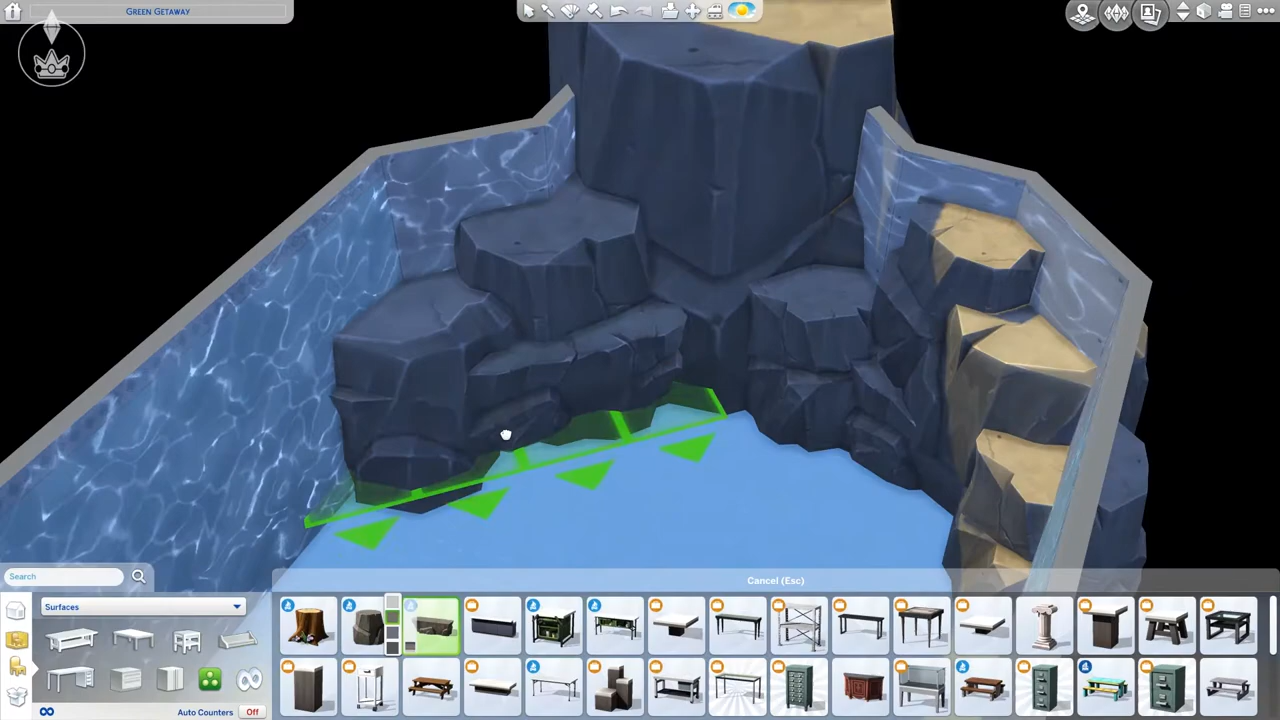 Green Getaway
Cancel (Esc)
Search
Surfaces
Auto Counters
Off